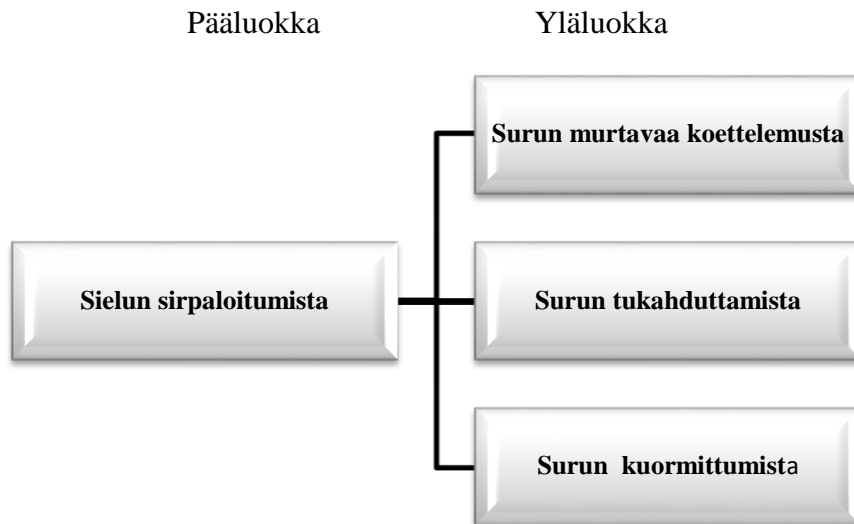 Pääluokka Yläluokka
Surun murtavaa koettelemusta
Sielun sirpaloitumista
Surun tukahduttamista
Surun kuormittumista